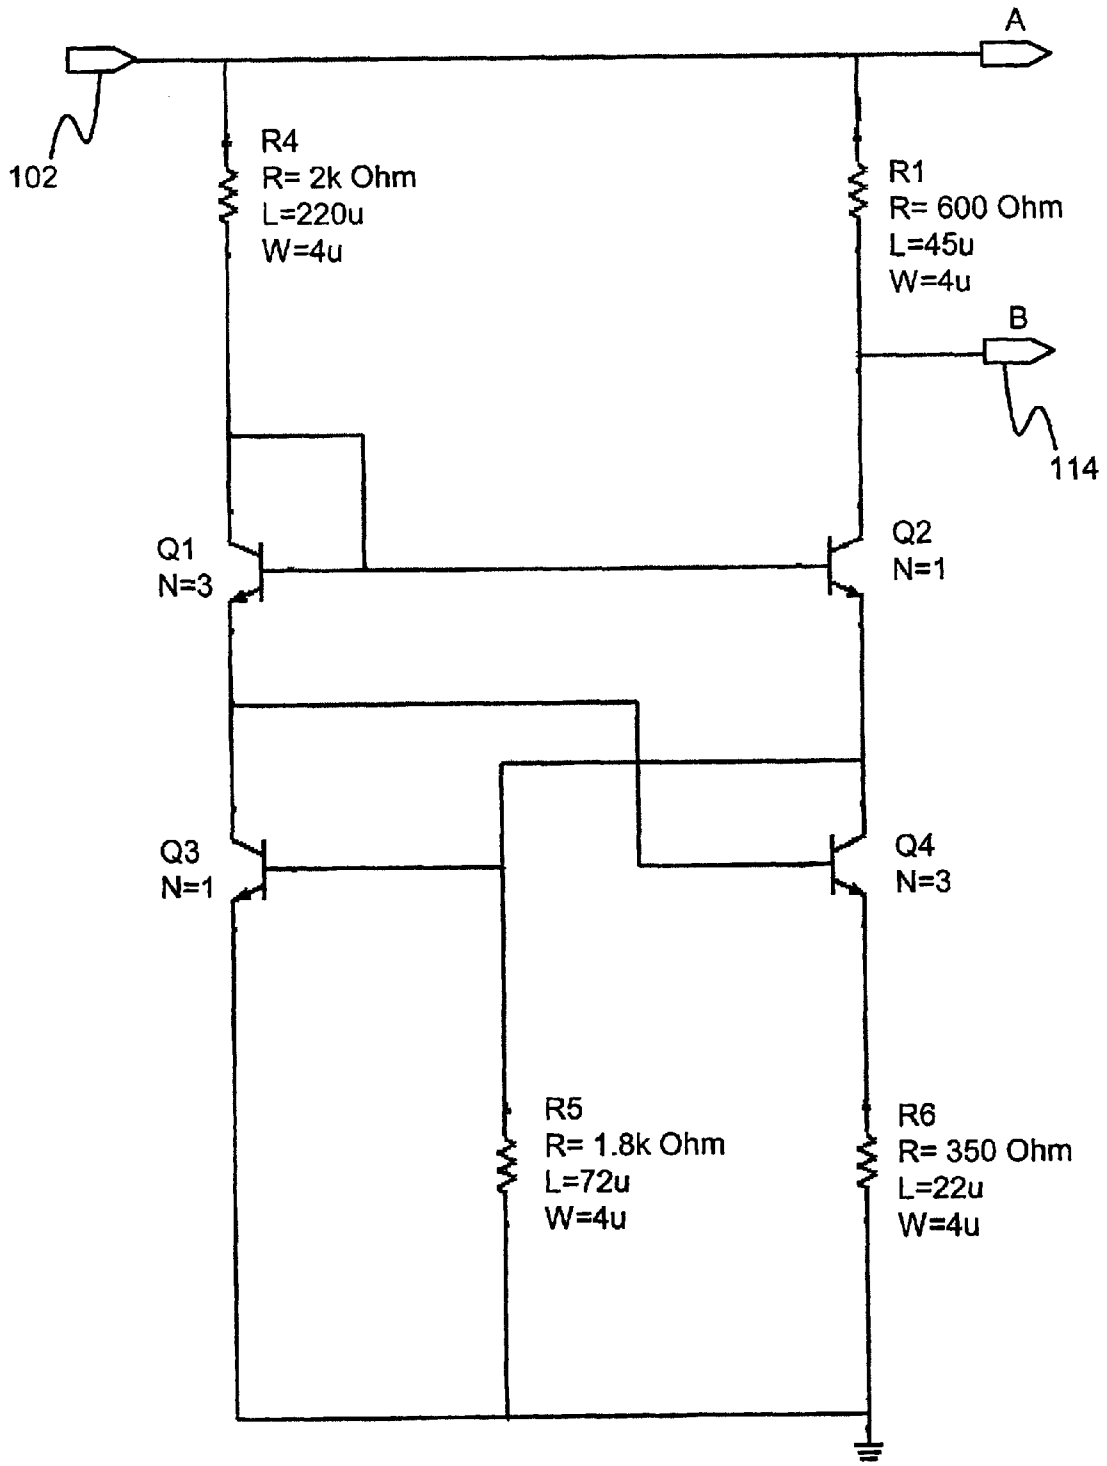 A
102
R4
R= 2k Ohm
L=220u
W=4u
R1
R= 600 Ohm
L=45u
W=4u
B
114
Q1
N=3
Q2
N=1
Q3
N=1
Q4
N=3
R5
R= 1.8k Ohm
L=72u
W=4u
R6
R= 350 Ohm
L=22u
W=4u